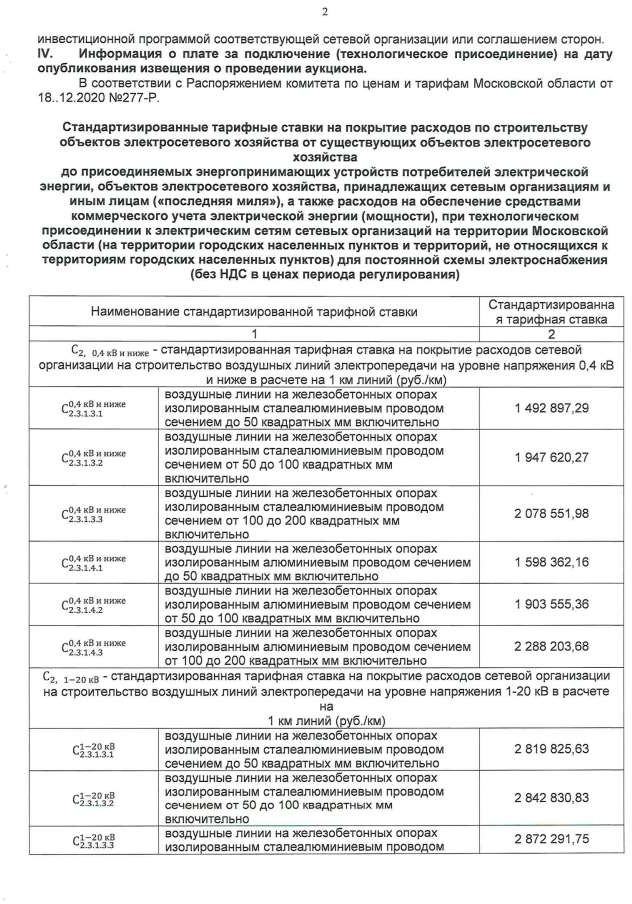 2
инвестиционной программой соответствующей сетевой организации или соглашением сторон.
IV. Информация о плате за подключение (технологическое присоединение) на дату
опубликования извещения о проведении аукциона.
В соответствии с Распоряжением комитета по ценам и тарифам Московской области от
18..12.2020 №277-Р.
Стандартизированные тарифные ставки на покрытие расходов по строительству
объектов электросетевого хозяйства от существующих объектов электросетевого
хозяйства
до присоединяемых энергопринимающих устройств потребителей электрической
энергии, объектов электросетевого хозяйства, принадлежащих сетевым организациям и
иным лицам («последняя миля»), а также расходов на обеспечение средствами
коммерческого учета электрической энергии (мощности), при технологическом
присоединении к электрическим сетям сетевых организаций на территории Московской
области (на территории городских населенных пунктов и территорий, не относящихся к
территориям городских населенных пунктов) для постоянной схемы электроснабжения
(без НДС в ценах периода регулирования)
Наименование стандартизированной тарифной ставки
Стандартизированна
я тарифная ставка
1 2
С2, 0,4 кВ и ниже - стандартизированная тарифная ставка на покрытие расходов сетевой
организации на строительство воздушных линий электропередачи на уровне напряжения 0,4 кВ
и ниже в расчете на 1 км линий (руб./км)
С 0,4 кВ и ниже 2.3.1.3.1
воздушные линии на железобетонных опорах
изолированным сталеалюминиевым проводом
сечением до 50 квадратных мм включительно
1 492 897,29
С 0,4 кВ и ниже 2.3.1.3.2
воздушные линии на железобетонных опорах
изолированным сталеалюминиевым проводом
сечением от 50 до 100 квадратных мм
включительно
1 947 620,27
С 0,4 кВ и ниже 2.3.1.3.3
воздушные линии на железобетонных опорах
изолированным сталеалюминиевым проводом
сечением от 100 до 200 квадратных мм
включительно
2 078 551,98
С 0,4 кВ и ниже 2.3.1.4.1
воздушные линии на железобетонных опорах
изолированным алюминиевым проводом сечением
до 50 квадратных мм включительно
1 598 362,16
С 0,4 кВ и ниже 2.3.1.4.2
воздушные линии на железобетонных опорах
изолированным алюминиевым проводом сечением
от 50 до 100 квадратных мм включительно
1 903 555,36
С 0,4 кВ и ниже 2.3.1.4.3
воздушные линии на железобетонных опорах
изолированным алюминиевым проводом сечением
от 100 до 200 квадратных мм включительно
2 288 203,68
С2, 1−20 кВ - стандартизированная тарифная ставка на покрытие расходов сетевой организации
на строительство воздушных линий электропередачи на уровне напряжения 1-20 кВ в расчете
на
1 км линий (руб./км)
С 1−20 кВ 2.3.1.3.1
воздушные линии на железобетонных опорах
изолированным сталеалюминиевым проводом
сечением до 50 квадратных мм включительно
2 819 825,63
С 1−20 кВ 2.3.1.3.2
воздушные линии на железобетонных опорах
изолированным сталеалюминиевым проводом
сечением от 50 до 100 квадратных мм
включительно
2 842 830,83
С 1−20 кВ 2.3.1.3.3
воздушные линии на железобетонных опорах
изолированным сталеалюминиевым проводом
2 872 291,75